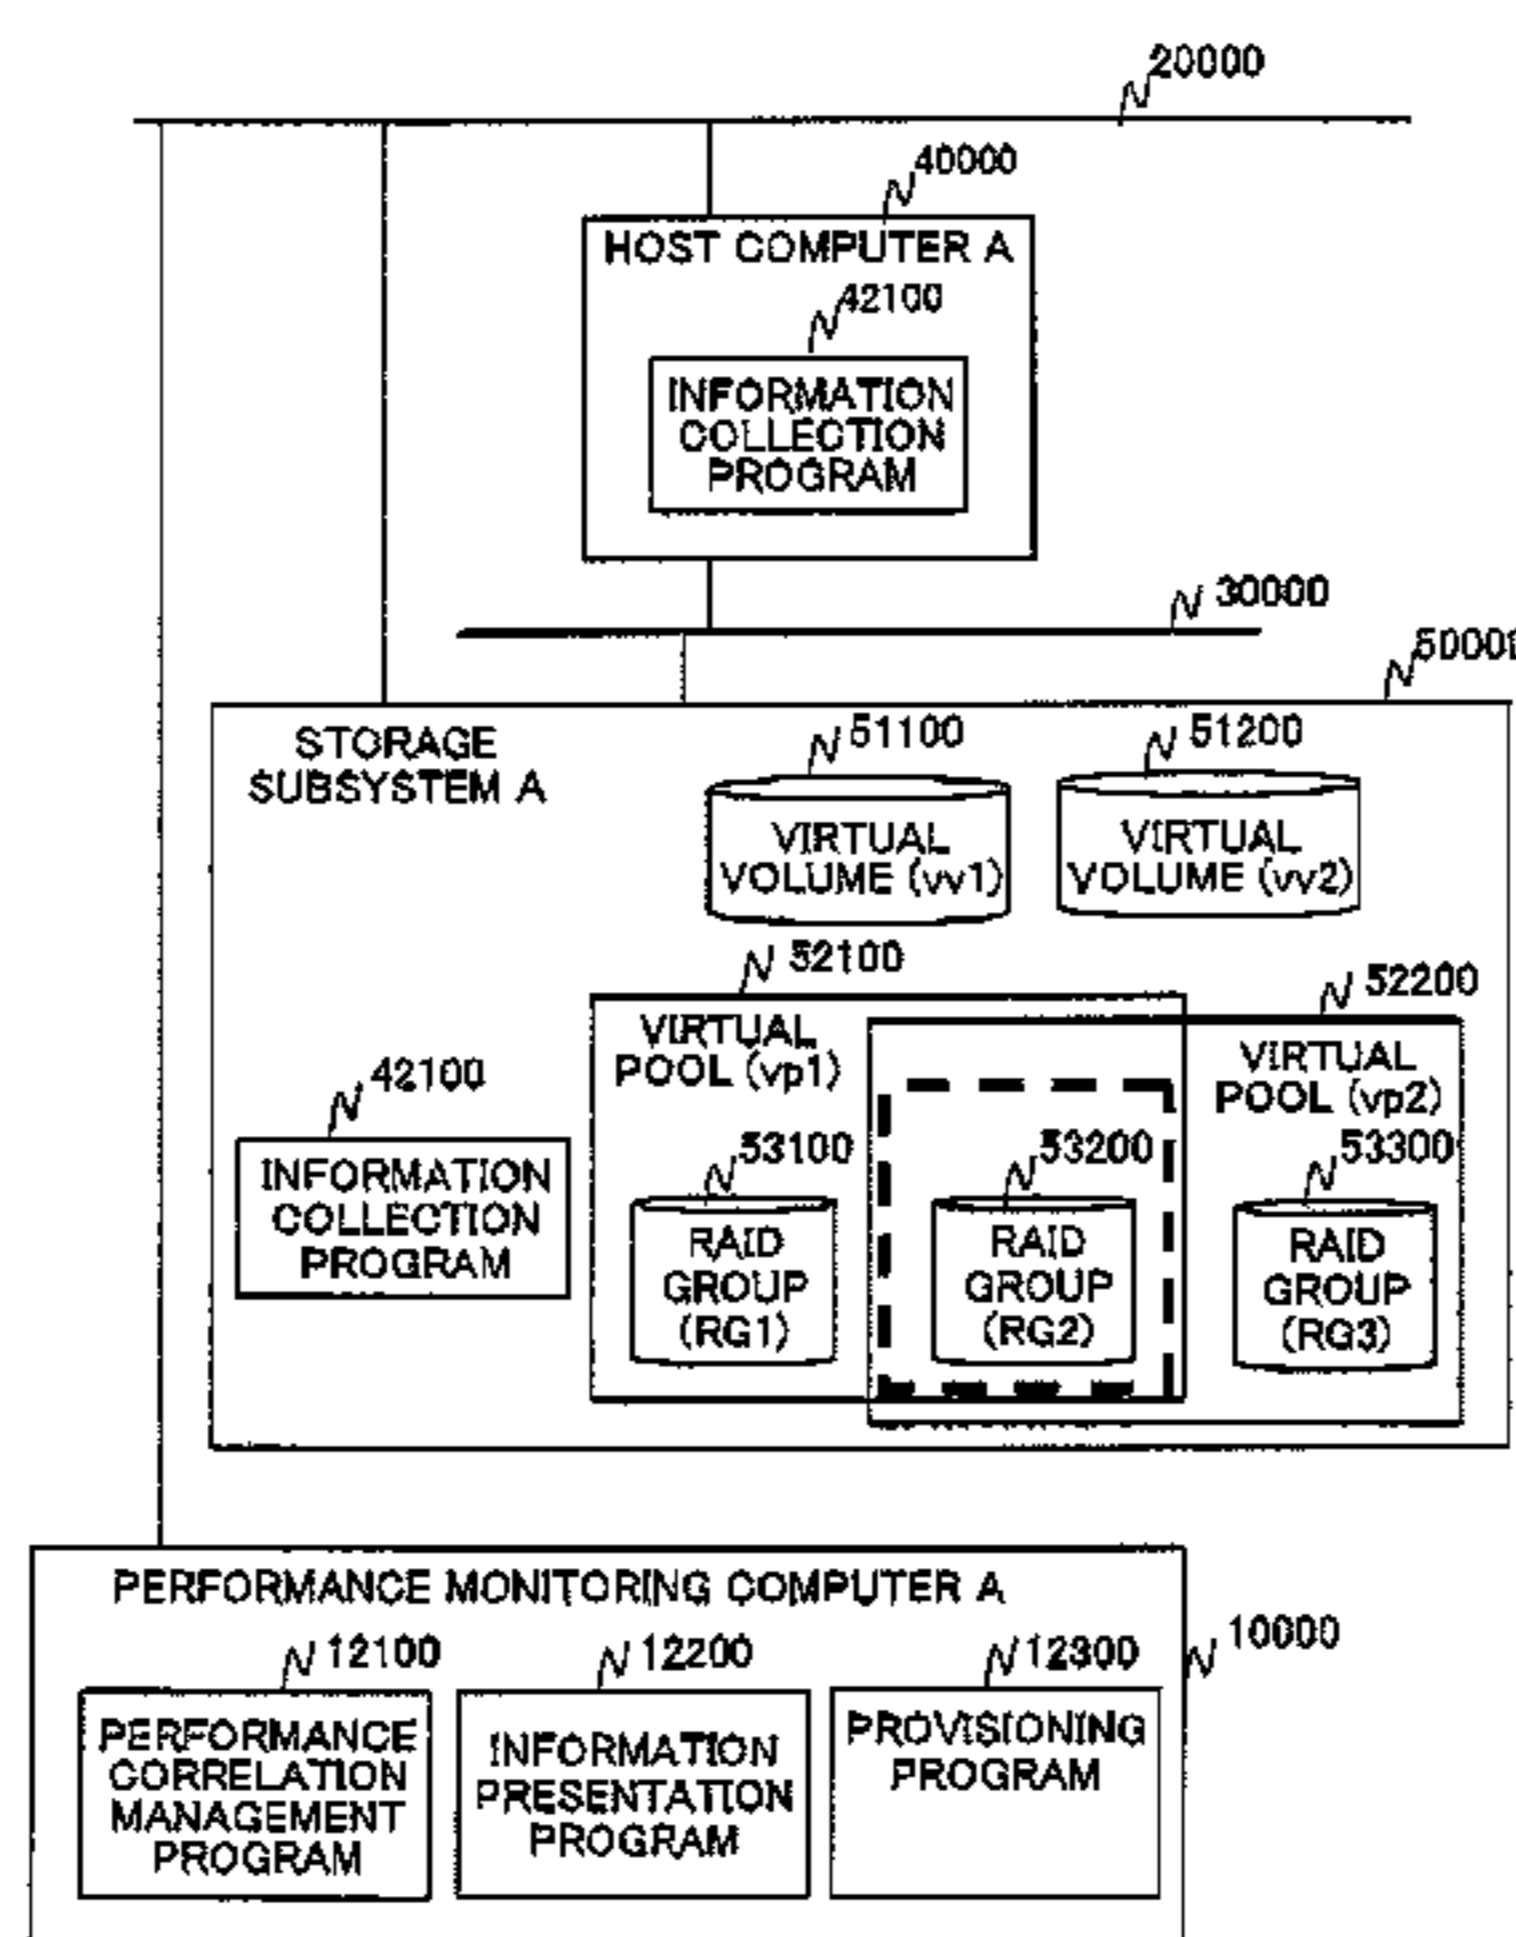 20000
40000
HOST COMPUTER A
42100
INFORMATION
COLLECTION
PROGRAM
30000
STORAGE
SUBSYSTEM A
51100
51200
VIRTUAL
VOLUME (vv1)
VIRTUAL
VOLUME (vv2)
52100
52200
VIRTUAL
POOL (vp1)
VIRTUAL
POOL (vp2)
42100
INFORMATION
COLLECTION
PROGRAM
53100
53200
53300
RAID
GROUP
(RG1)
RAID
GROUP
(RG2)
RAID
GROUP
(RG3)
PERFORMANCE MONITORING COMPUTER A
10000
12100
12200
12300
PERFORMANCE
CORRELATION
MANAGEMENT
PROGRAM
INFORMATION
PRESENTATION
PROGRAM
PROVISIONING
PROGRAM